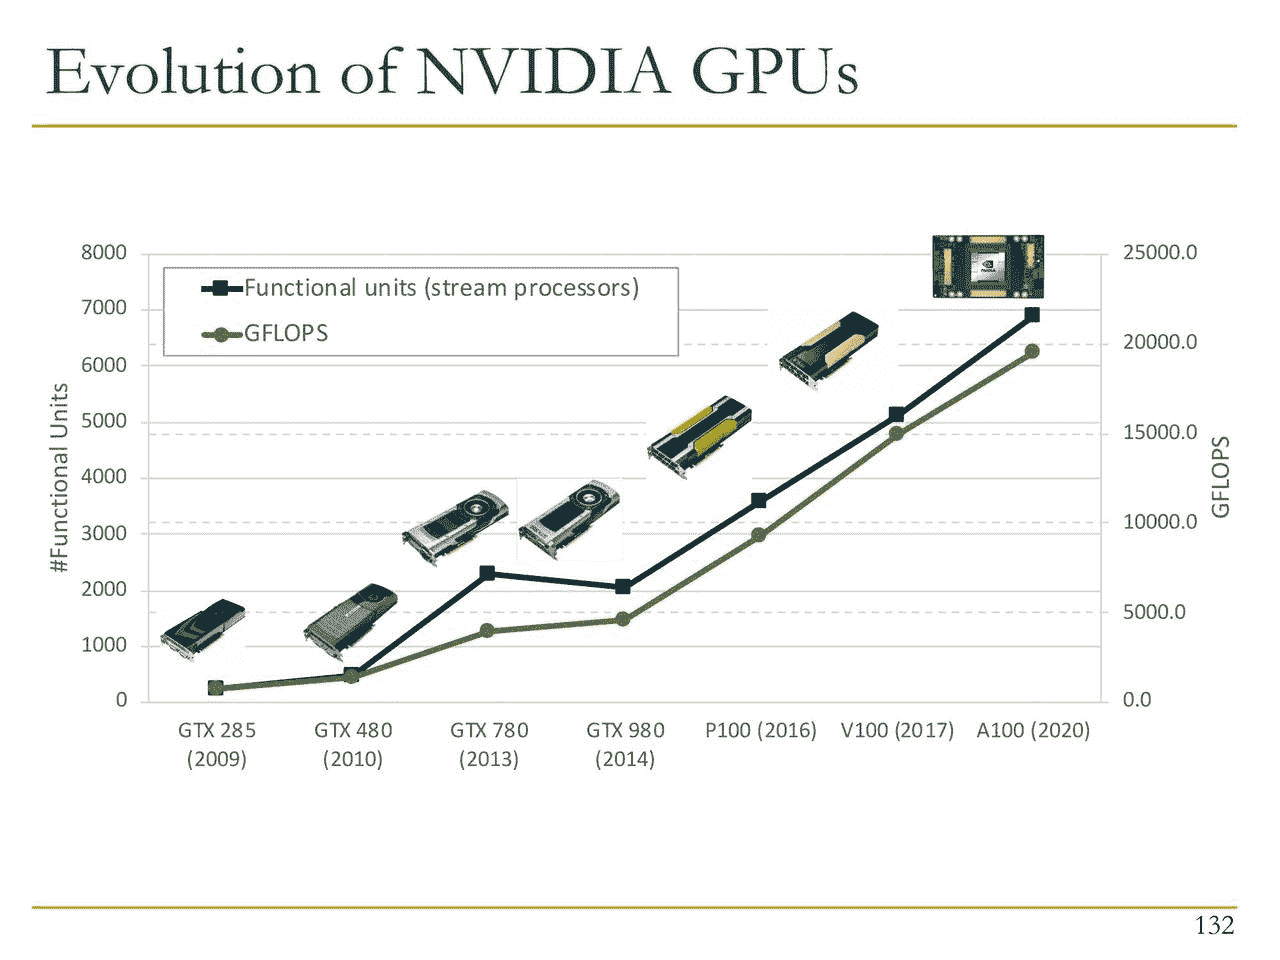 Evolution of NVIDIA GPUs
8000
7000
6000
5000
4000
3000
2000
1000
0
#Functional Units
Functional units (stream processors)
GFLOPS
25000.0
20000.0
15000.0
10000.0
5000.0
0.0
GFLOPS
GTX 285
(2009)
GTX 480
(2010)
GTX 780
(2013)
GTX 980
(2014)
P100 (2016)
V100 (2017)
A100 (2020)
NVIDIA
132